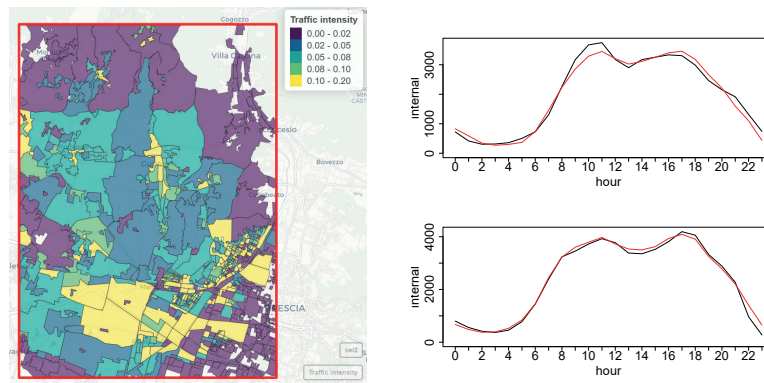 Cogozzo
Villa Carcina
Bovezzo
Traffic intensity
0.00 - 0.02
0.02 - 0.05
0.05 - 0.08
0.08 - 0.10
0.10 - 0.20
sel2
Traffic intensity
internal
0 1000 3000
0 2 4 6 8 10 12 14 16 18 20 22
hour
internal
0 2000 4000
0 2 4 6 8 10 12 14 16 18 20 22
hour